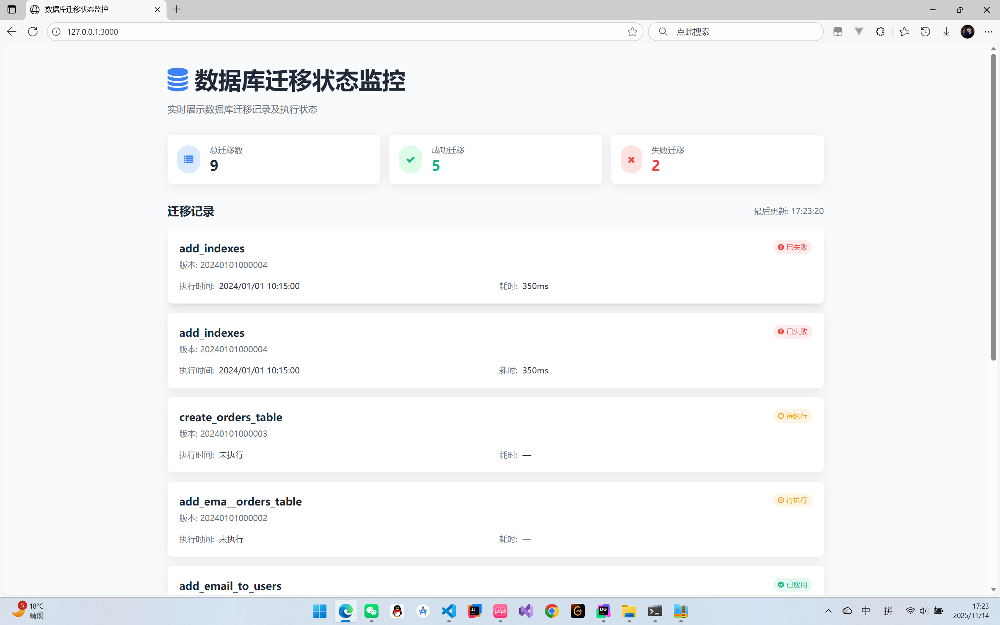 数据库迁移状态监控
127.0.0.1:3000
点此搜索
数据库迁移状态监控
实时展示数据库迁移记录及执行状态
总迁移数
9
成功迁移
5
失败迁移
2
迁移记录
最后更新: 17:23:20
add_indexes
已失败
版本: 20240101000004
执行时间: 2024/01/01 10:15:00
耗时: 350ms
add_indexes
已失败
版本: 20240101000004
执行时间: 2024/01/01 10:15:00
耗时: 350ms
create_orders_table
待执行
版本: 20240101000003
执行时间: 未执行
耗时: —
add_ema__orders_table
待执行
版本: 20240101000002
执行时间: 未执行
耗时: —
add_email_to_users
已应用
5
18°C
晴朗
IJ
bilibili
DG
中
拼
17:23
2025/11/14